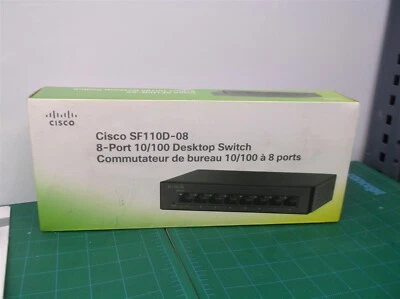 CISCO
Cisco SF110D-08
8-Port 10/100 Desktop Switch
Commutateur de bureau 10/100 à 8 ports